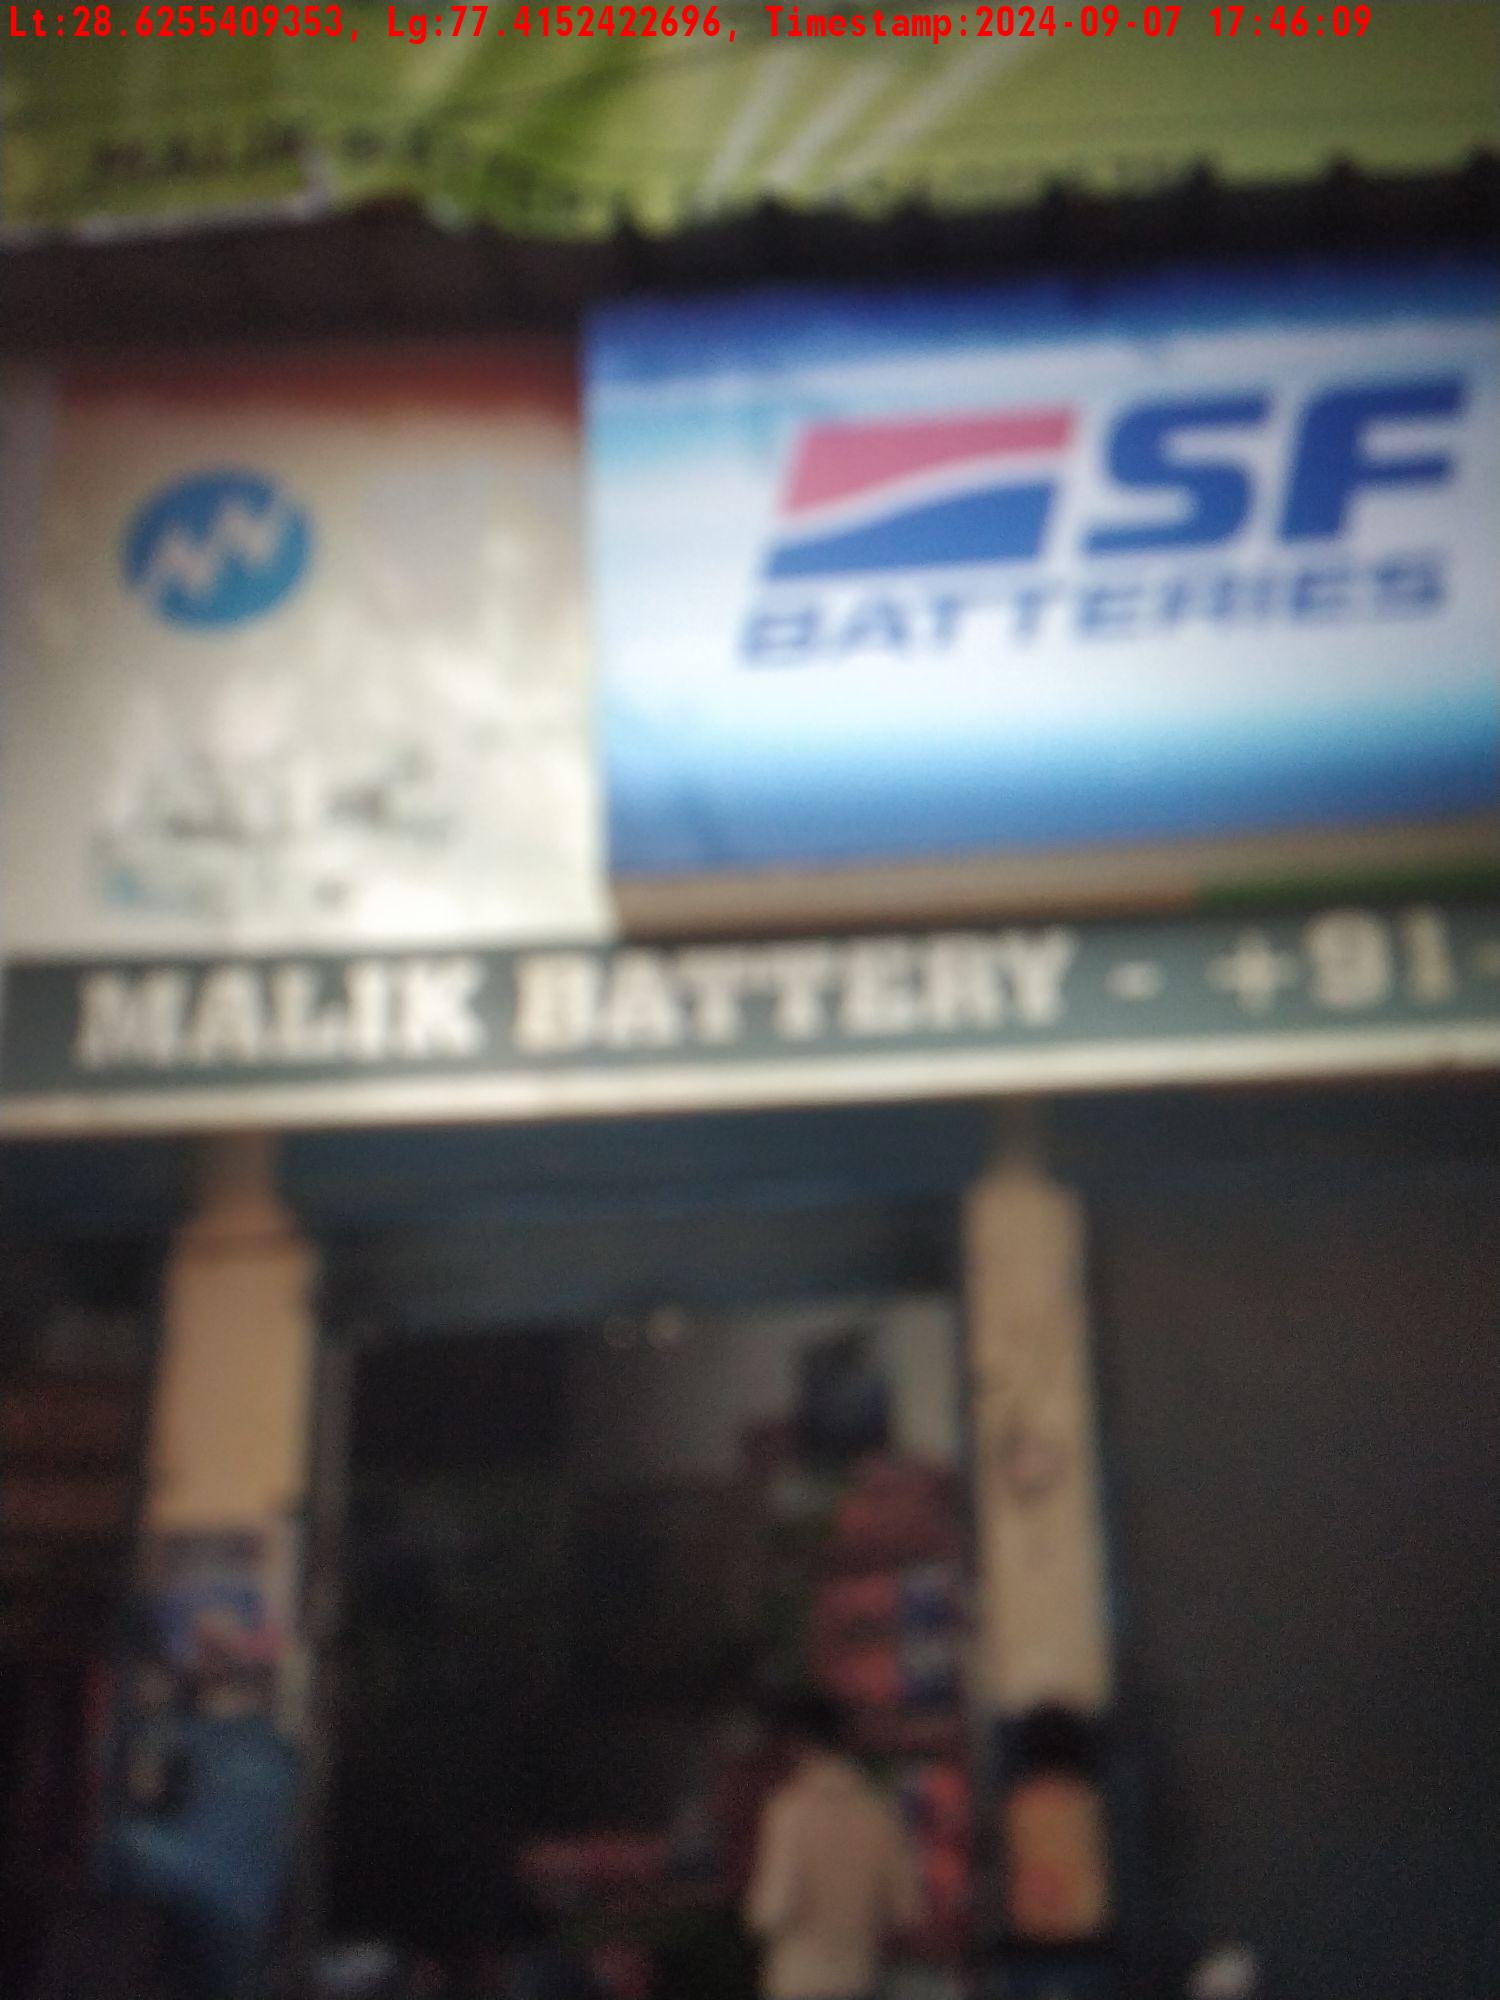 Lt:28.6255409353, Lg:77.4152422696, Timestamp:2024-09-07 17:46:09
SF
BATTERIES
MALIK BATTERY - +91-